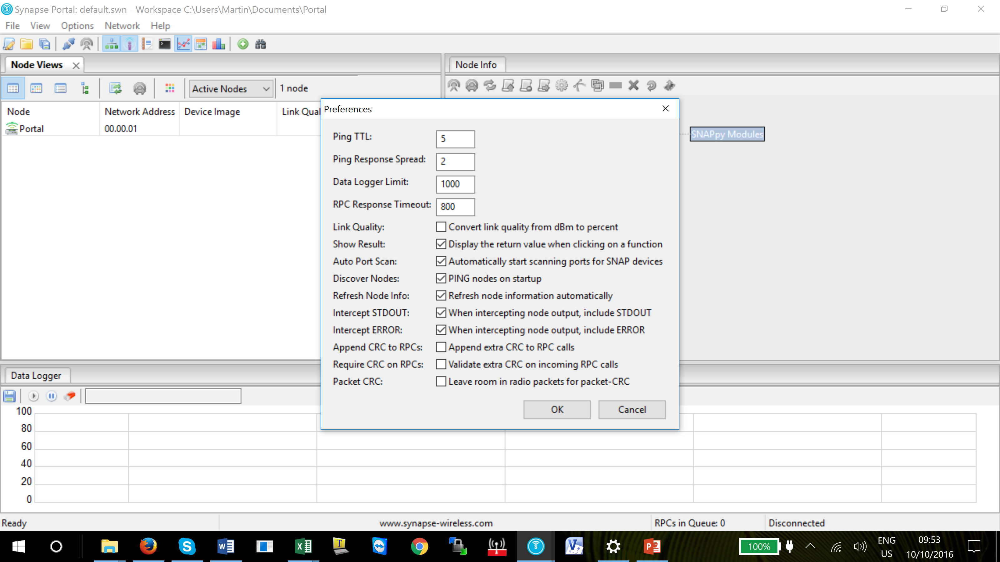 Synapse Portal: default.swn - Workspace C:\Users\Martin\Documents\Portal
File View Options Network Help
Node Views
Node Info
Active Nodes 1 node
Node Network Address Device Image Link Qual
Portal 00.00.01
SNAPpy Modules
Preferences
Ping TTL: 5
Ping Response Spread: 2
Data Logger Limit: 1000
RPC Response Timeout: 800
Link Quality: Convert link quality from dBm to percent
Show Result: Display the return value when clicking on a function
Auto Port Scan: Automatically start scanning ports for SNAP devices
Discover Nodes: PING nodes on startup
Refresh Node Info: Refresh node information automatically
Intercept STDOUT: When intercepting node output, include STDOUT
Intercept ERROR: When intercepting node output, include ERROR
Append CRC to RPCs: Append extra CRC to RPC calls
Require CRC on RPCs: Validate extra CRC on incoming RPC calls
Packet CRC: Leave room in radio packets for packet-CRC
OK Cancel
Data Logger
100
80
60
40
20
0
Ready www.synapse-wireless.com RPCs in Queue: 0 Disconnected
100% ENG 09:53
US 10/10/2016